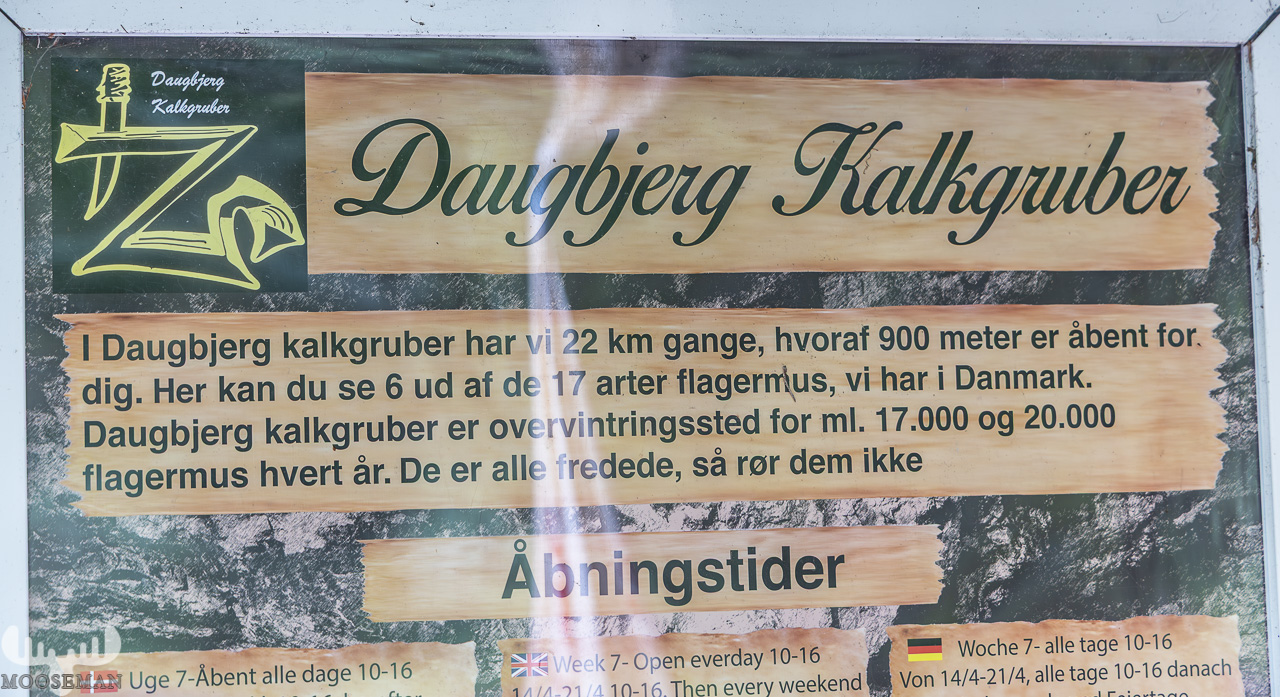 Daugbjerg
Kalkgruber
Daugbjerg Kalkgruber
I Daugbjerg kalkgruber har vi 22 km gange, hvoraf 900 meter er åbent for
dig. Her kan du se 6 ud af de 17 arter flagermus, vi har i Danmark.
Daugbjerg kalkgruber er overvintringssted for ml. 17.000 og 20.000
flagermus hvert år. De er alle fredede, så rør dem ikke
Åbningstider
Uge 7-Åbent alle dage 10-16
Week 7- Open everday 10-16
14/4-21/4 10-16. Then every weekend
Woche 7- alle tage 10-16
Von 14/4-21/4, alle tage 10-16 danach
MOOSEMAN